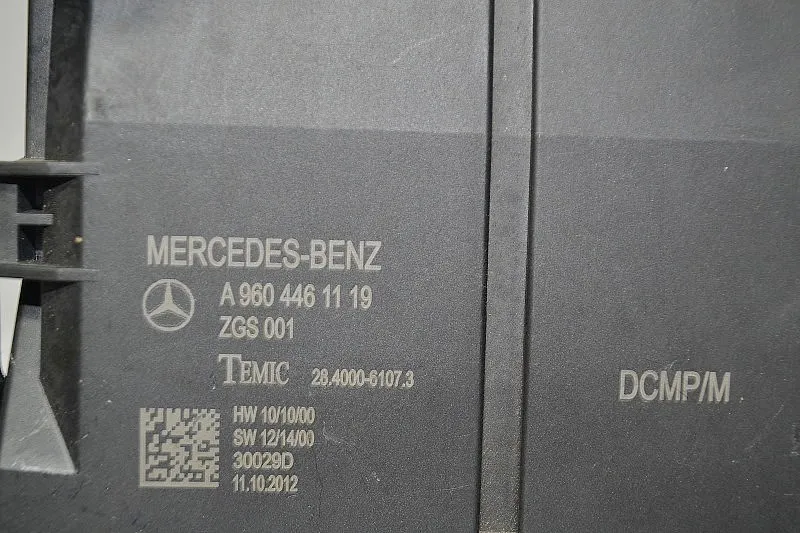 MERCEDES-BENZ
A 960 446 11 19
ZGS 001
TEMIC 28.4000-6107.3
HW 10/10/00
SW 12/14/00
30029D
11.10.2012
DCMP/M